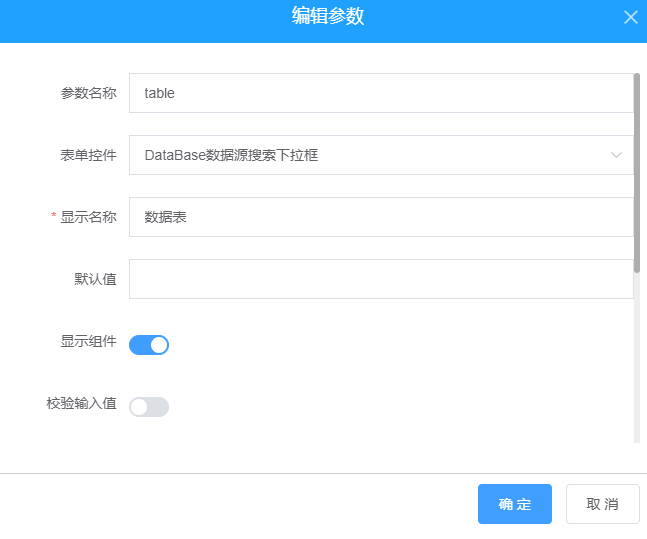 编辑参数
参数名称 table
表单控件 DataBase数据源搜索下拉框
* 显示名称 数据表
默认值
显示组件
校验输入值
确 定 取 消